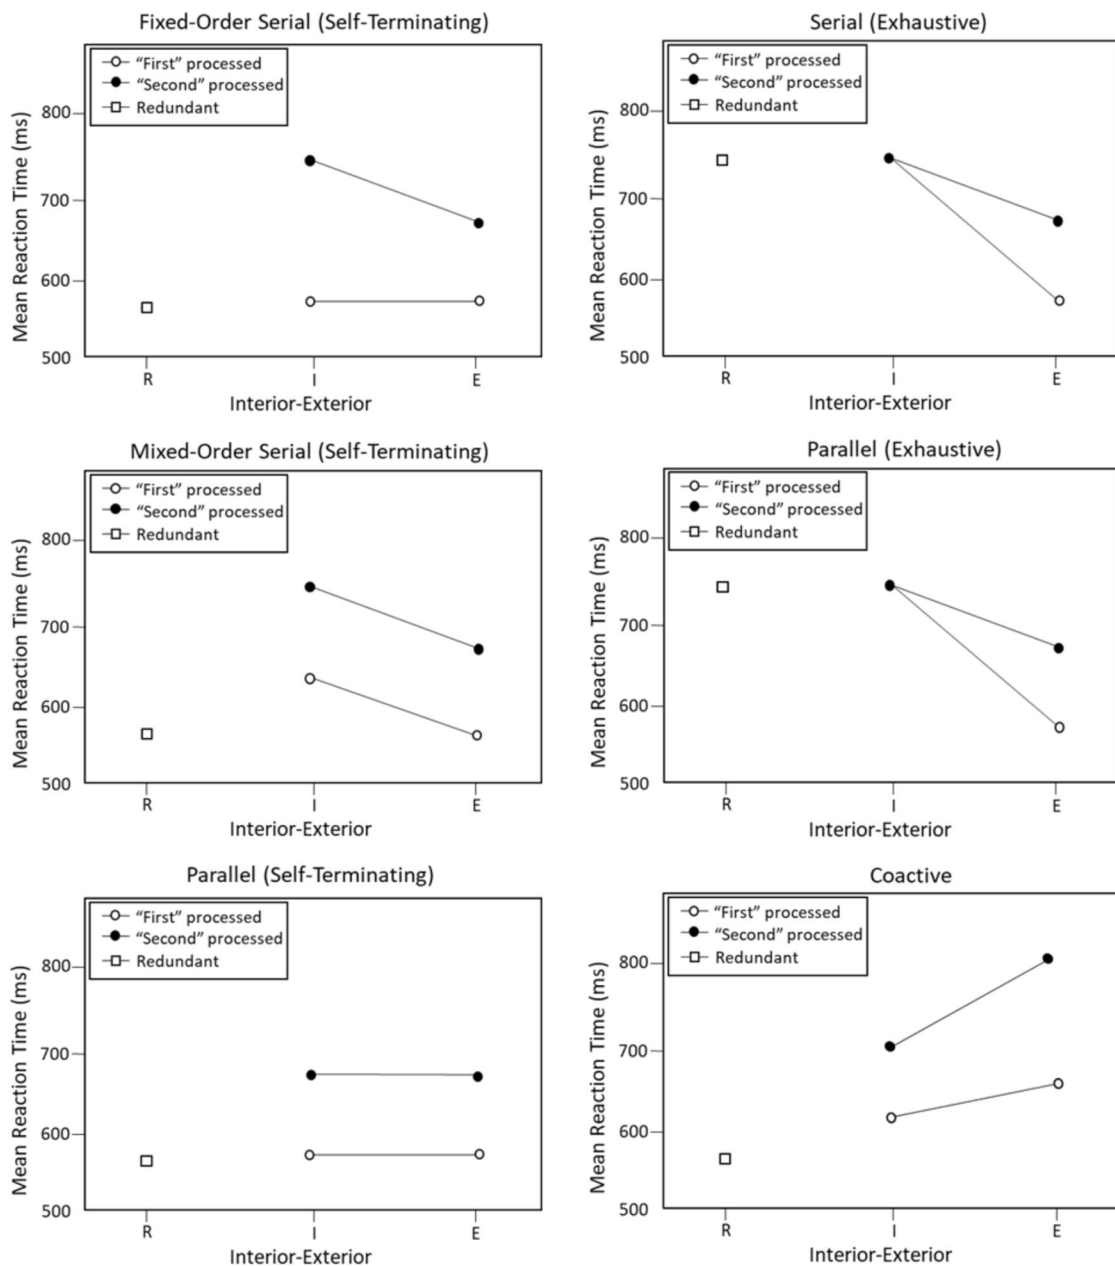 Fixed-Order Serial (Self-Terminating)
"First" processed
"Second" processed
Redundant
Mean Reaction Time (ms)
800
700
600
500
R I E
Interior-Exterior
Serial (Exhaustive)
"First" processed
"Second" processed
Redundant
Mean Reaction Time (ms)
800
700
600
500
R I E
Interior-Exterior
Mixed-Order Serial (Self-Terminating)
"First" processed
"Second" processed
Redundant
Mean Reaction Time (ms)
800
700
600
500
R I E
Interior-Exterior
Parallel (Exhaustive)
"First" processed
"Second" processed
Redundant
Mean Reaction Time (ms)
800
700
600
500
R I E
Interior-Exterior
Parallel (Self-Terminating)
"First" processed
"Second" processed
Redundant
Mean Reaction Time (ms)
800
700
600
500
R I E
Interior-Exterior
Coactive
"First" processed
"Second" processed
Redundant
Mean Reaction Time (ms)
800
700
600
500
R I E
Interior-Exterior